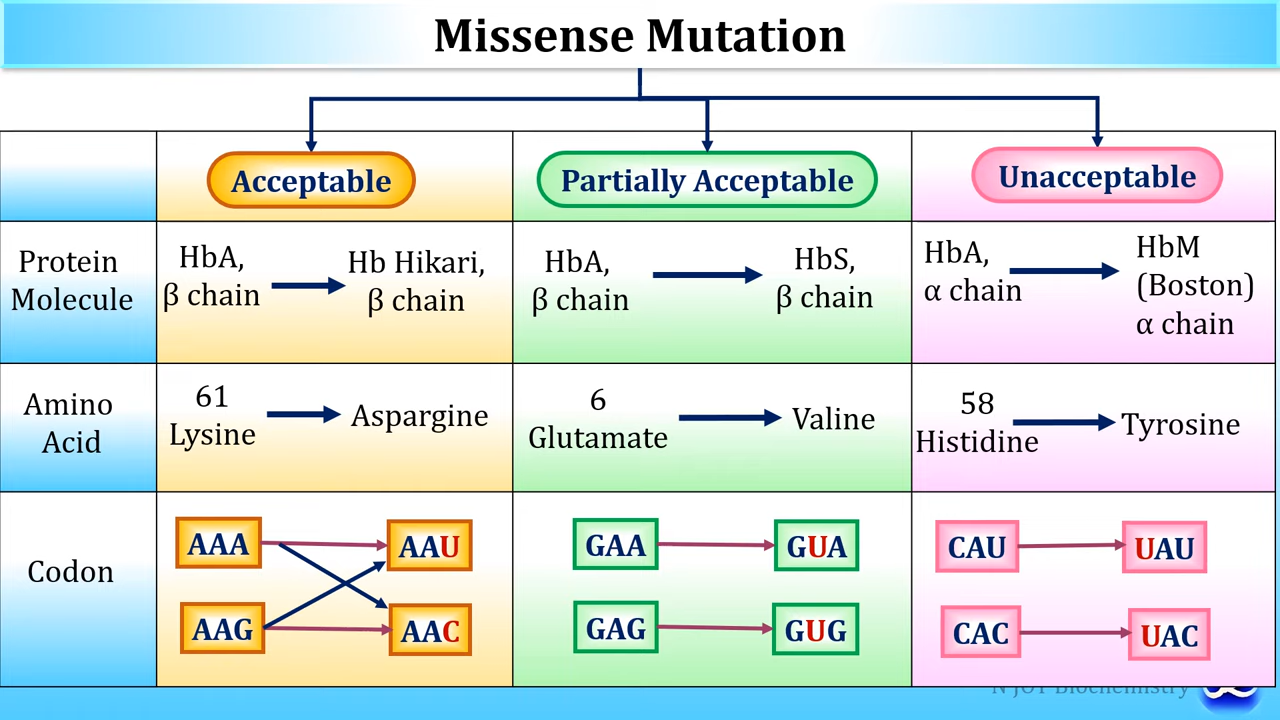 Missense Mutation
Acceptable
Partially Acceptable
Unacceptable
Protein
Molecule
HbA,
β chain
Hb Hikari,
β chain
HbA,
β chain
HbS,
β chain
HbA,
α chain
HbM
(Boston)
α chain
Amino
Acid
61
Lysine
Aspargine
6
Glutamate
Valine
58
Histidine
Tyrosine
Codon
AAA
AAU
GAA
GUA
CAU
UAU
AAG
AAC
GAG
GUG
CAC
UAC
N'JOY Biochemistry